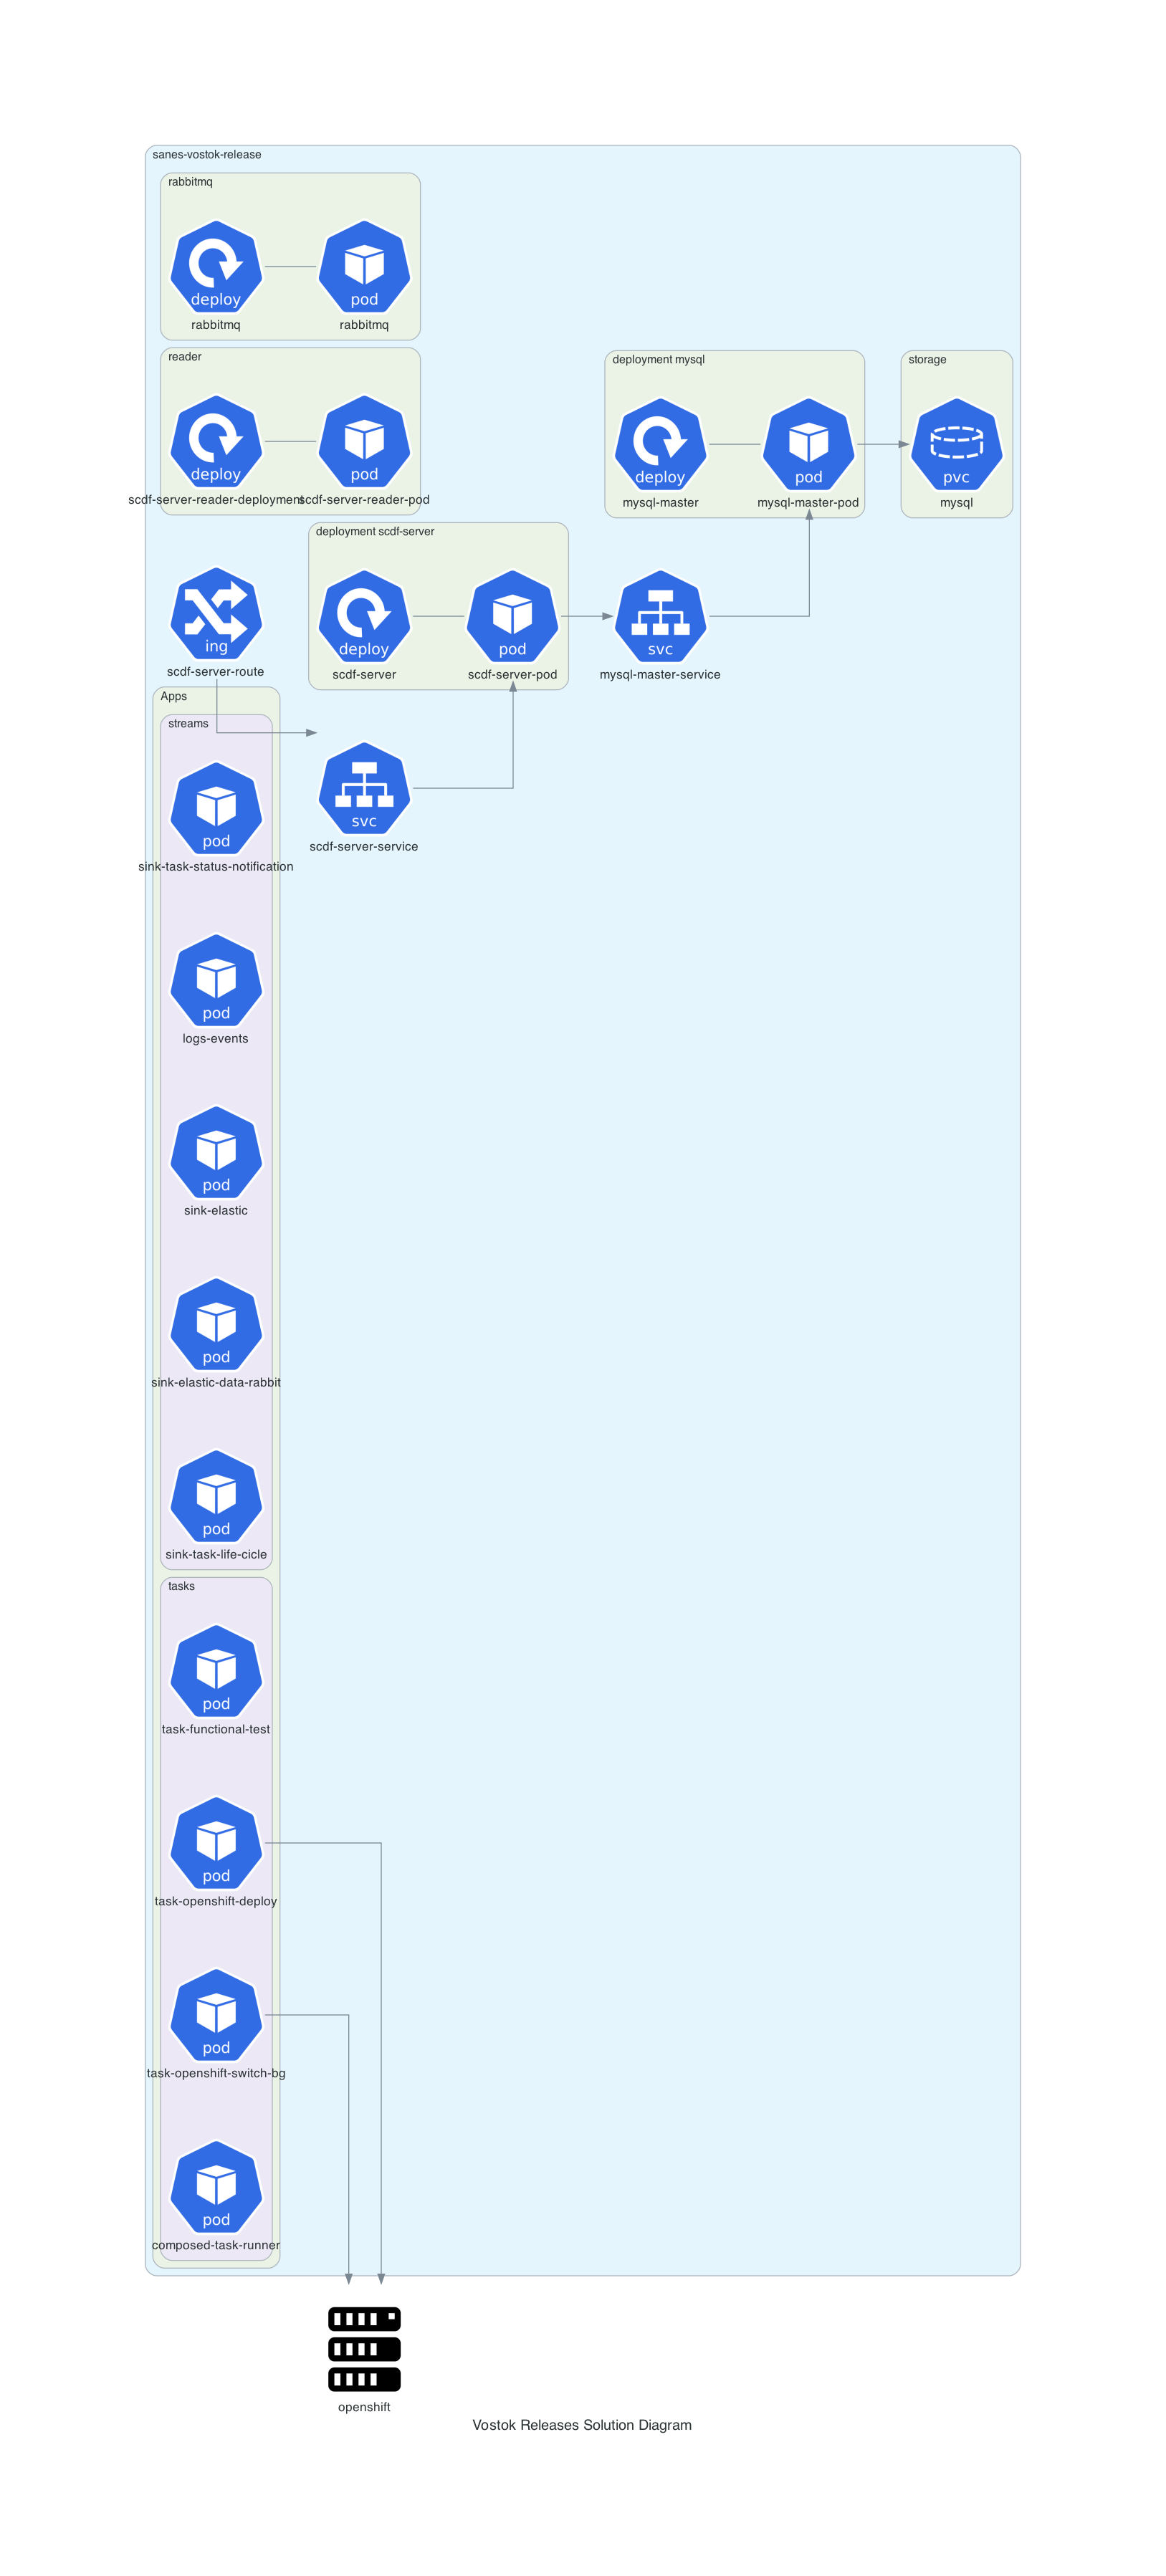 sanes-vostok-release
rabbitmq
deploy
pod
rabbitmq
rabbitmq
reader
deploy
pod
scdf-server-reader-deployment
scdf-server-reader-pod
deployment mysql
deploy
pod
mysql-master
mysql-master-pod
storage
pvc
mysql
ing
scdf-server-route
deployment scdf-server
deploy
pod
scdf-server
scdf-server-pod
svc
mysql-master-service
svc
scdf-server-service
Apps
streams
pod
sink-task-status-notification
pod
logs-events
pod
sink-elastic
pod
sink-elastic-data-rabbit
pod
sink-task-life-cicle
tasks
pod
task-functional-test
pod
task-openshift-deploy
pod
task-openshift-switch-bg
pod
composed-task-runner
openshift
Vostok Releases Solution Diagram